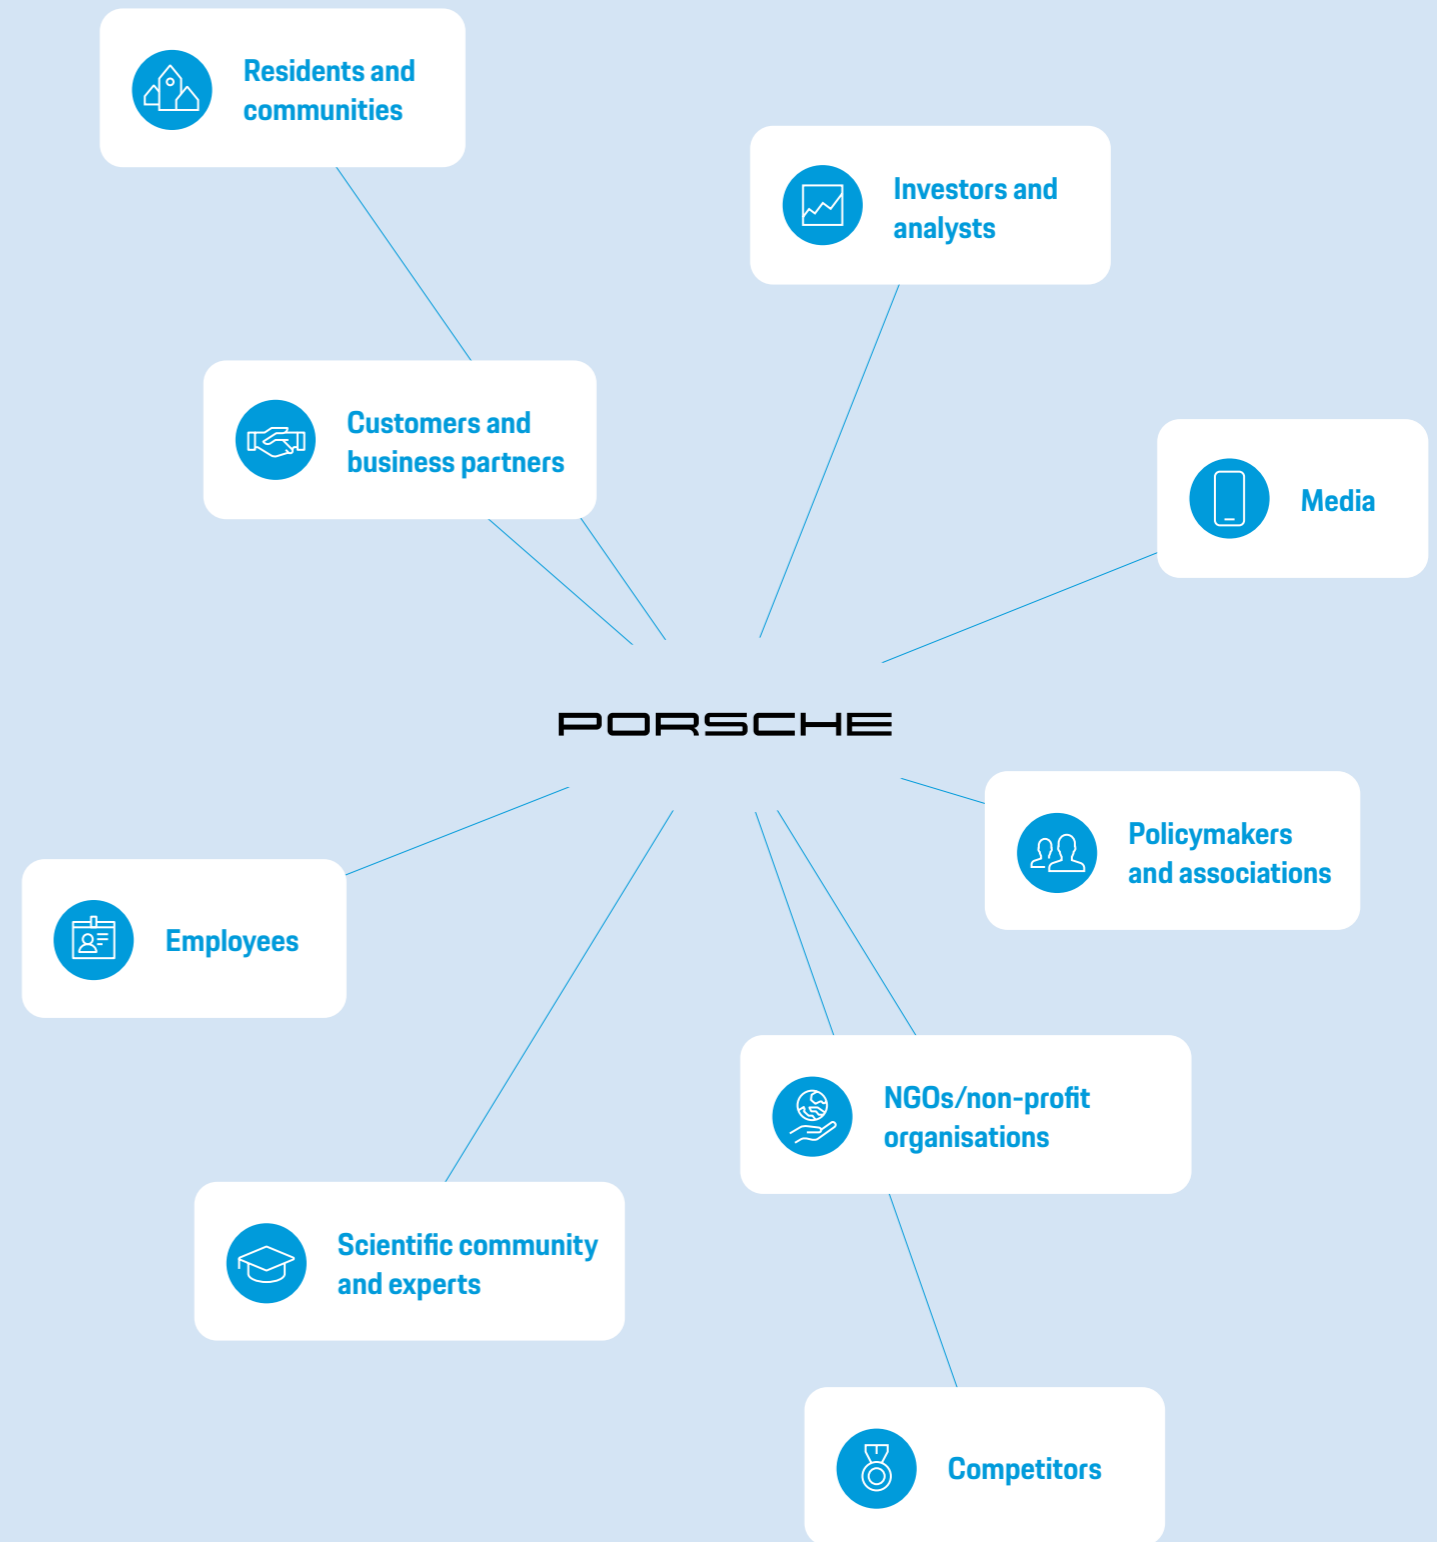 Residents and
communities
Investors and
analysts
Customers and
business partners
Media
PORSCHE
Policymakers
and associations
Employees
NGOs/non-profit
organisations
Scientific community
and experts
Competitors